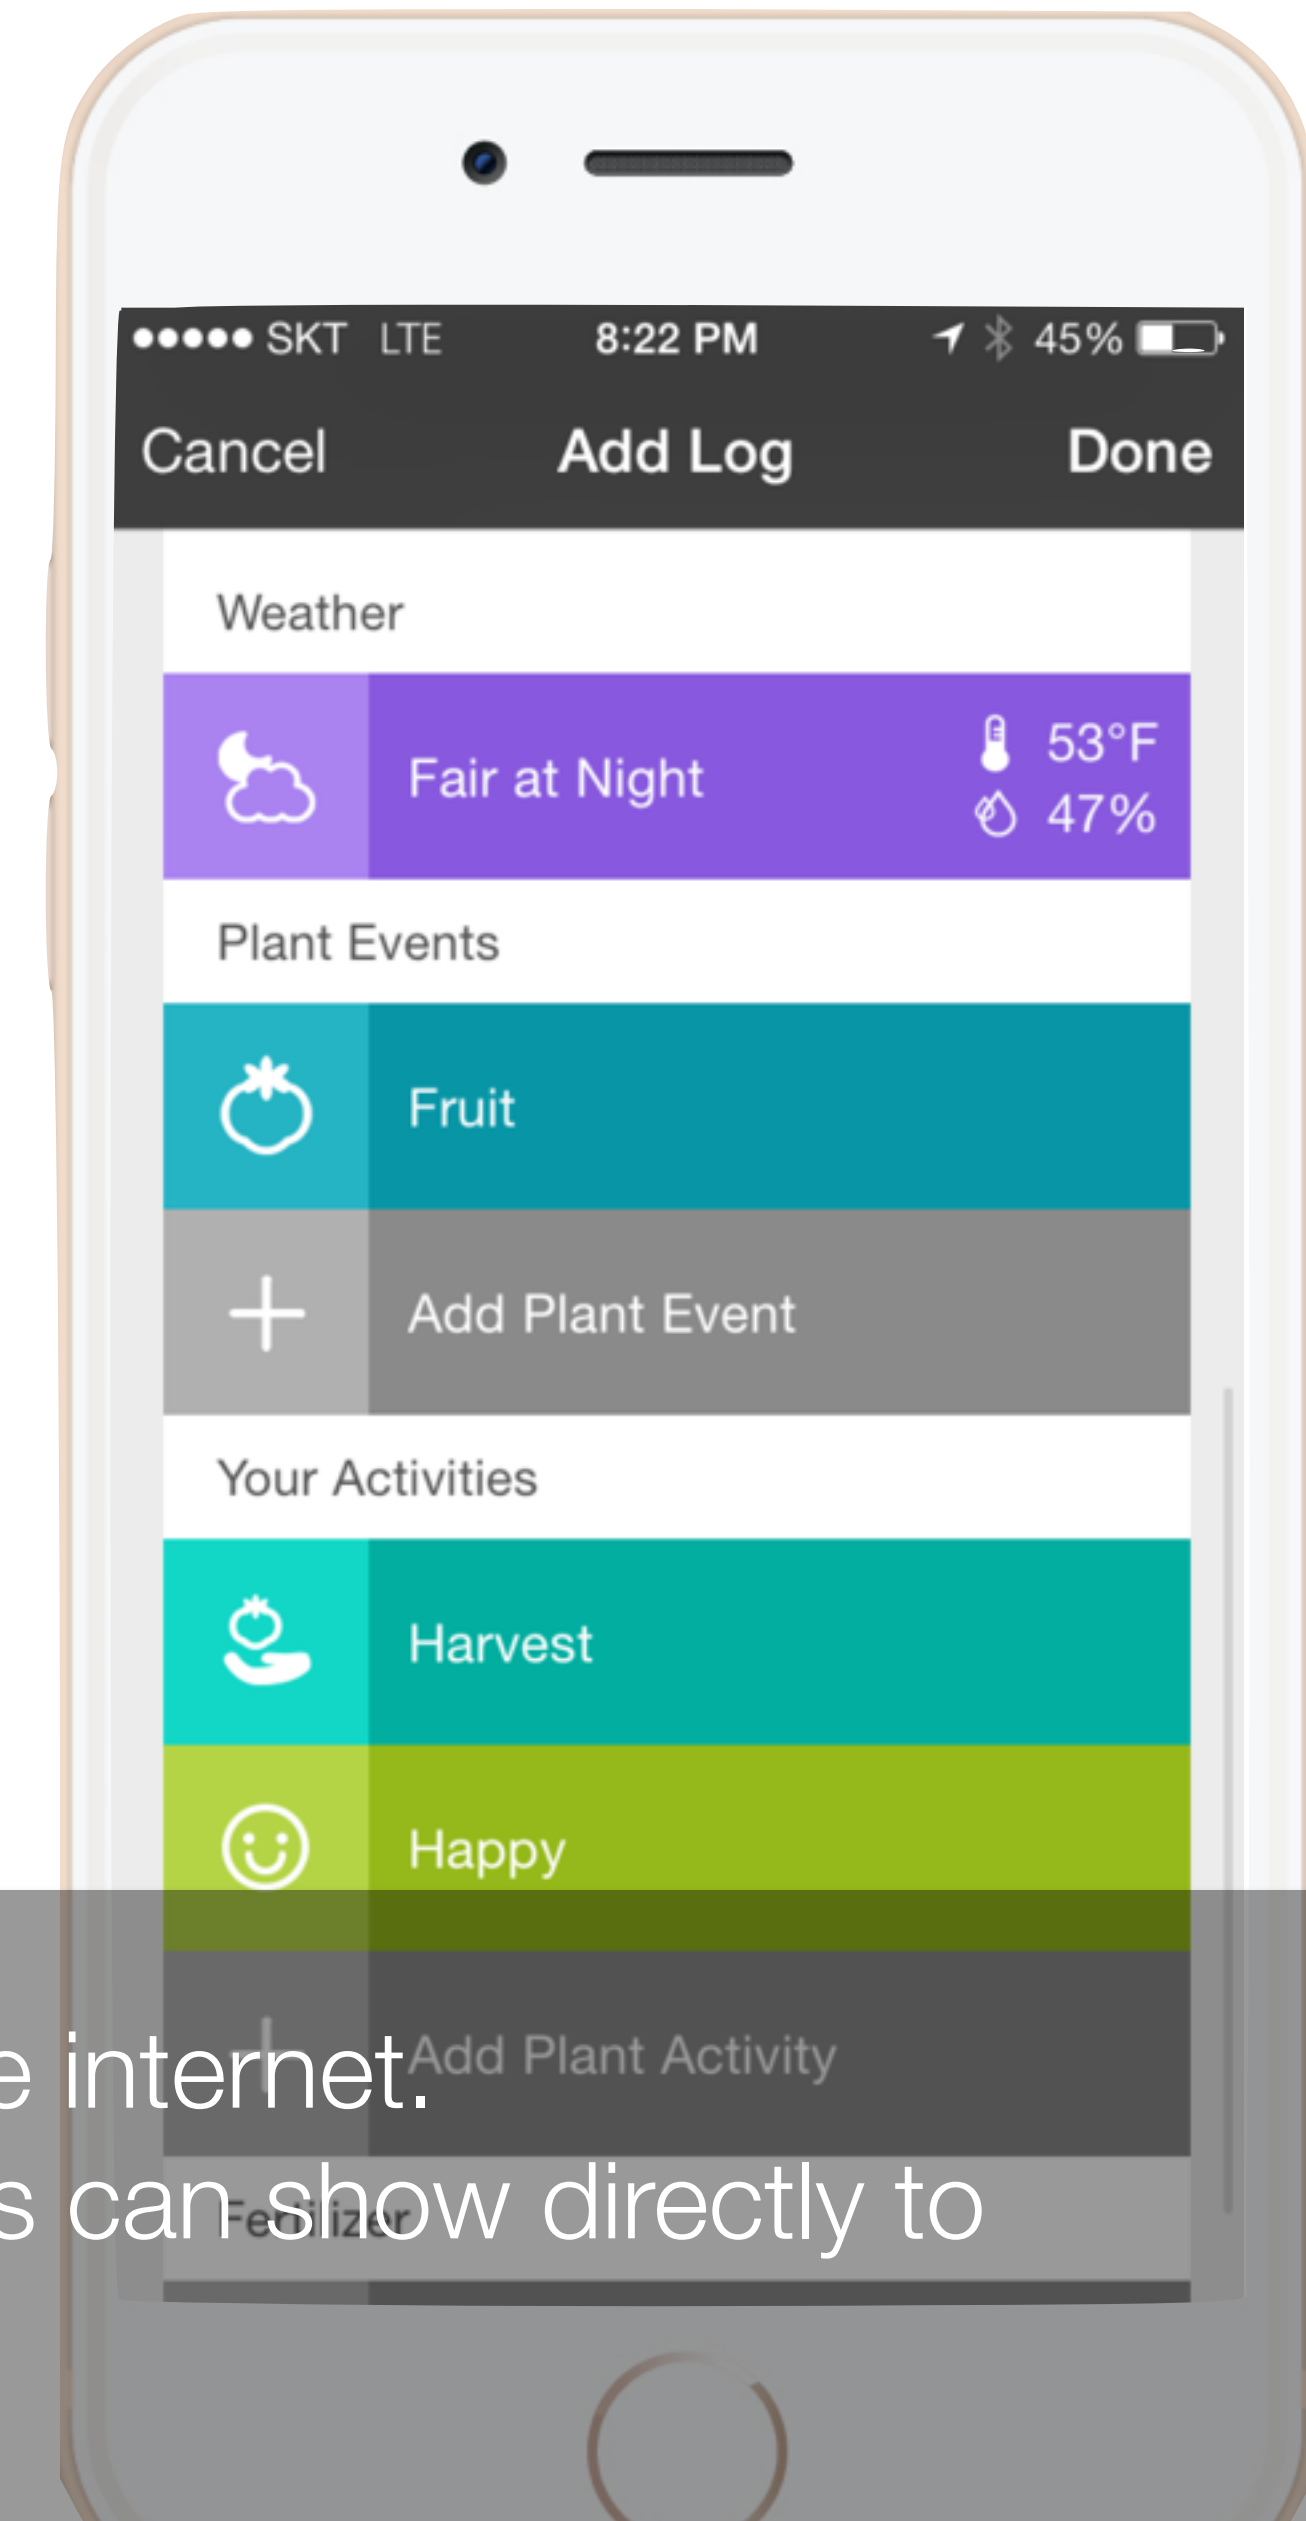 SKT LTE 8:22 PM 45%
Cancel Add Log Done
Weather
Fair at Night 53°F
47%
Plant Events
Fruit
Add Plant Event
Your Activities
Harvest
Happy
Add Plant Activity
e internet.
Fertilizer
s can show directly to